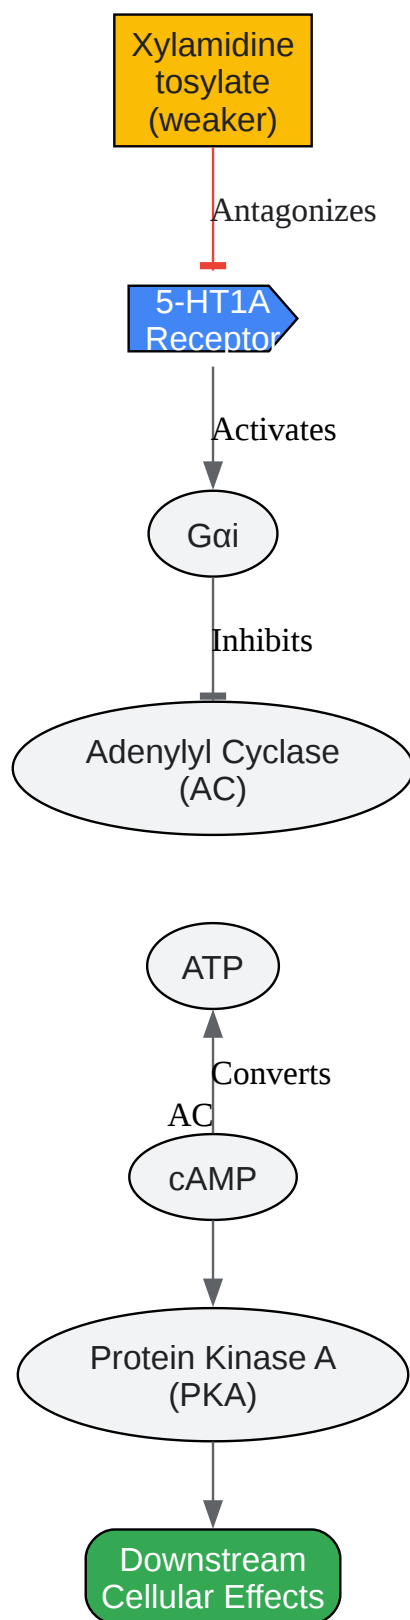 Xylamidine
tosylate
(weaker)
Antagonizes
5-HT1A
Receptor
Activates
Gαi
Inhibits
Adenylyl Cyclase
(AC)
ATP
Converts
AC
cAMP
Protein Kinase A
(PKA)
Downstream
Cellular Effects